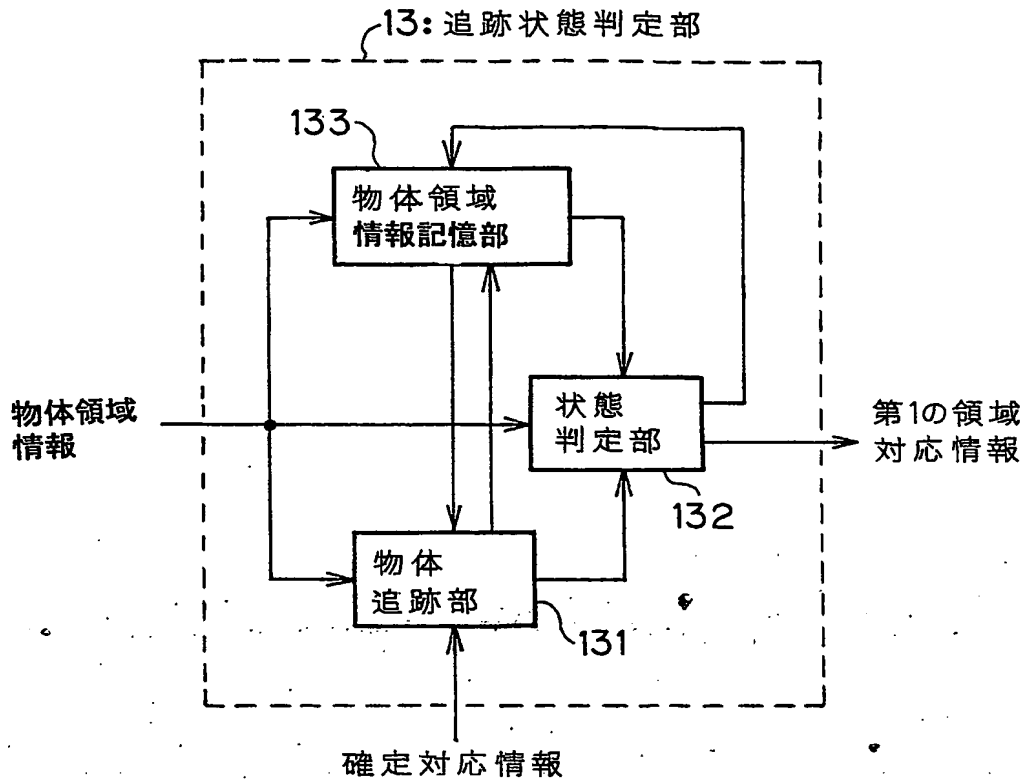 13: 追跡状態判定部
133
物体領域
情報記憶部
物体領域
情報
状態
判定部
132
第1の領域
対応情報
物体
追跡部
131
確定対応情報